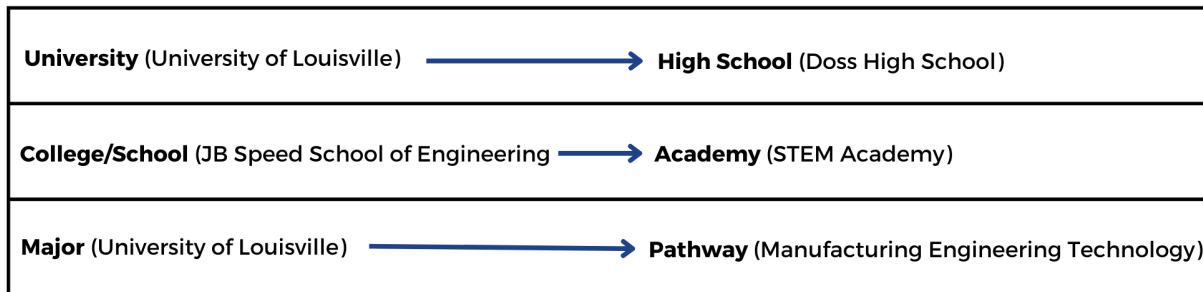 University (University of Louisville) High School (Doss High School)
College/School (JB Speed School of Engineering Academy (STEM Academy)
Major (University of Louisville) Pathway (Manufacturing Engineering Technology)